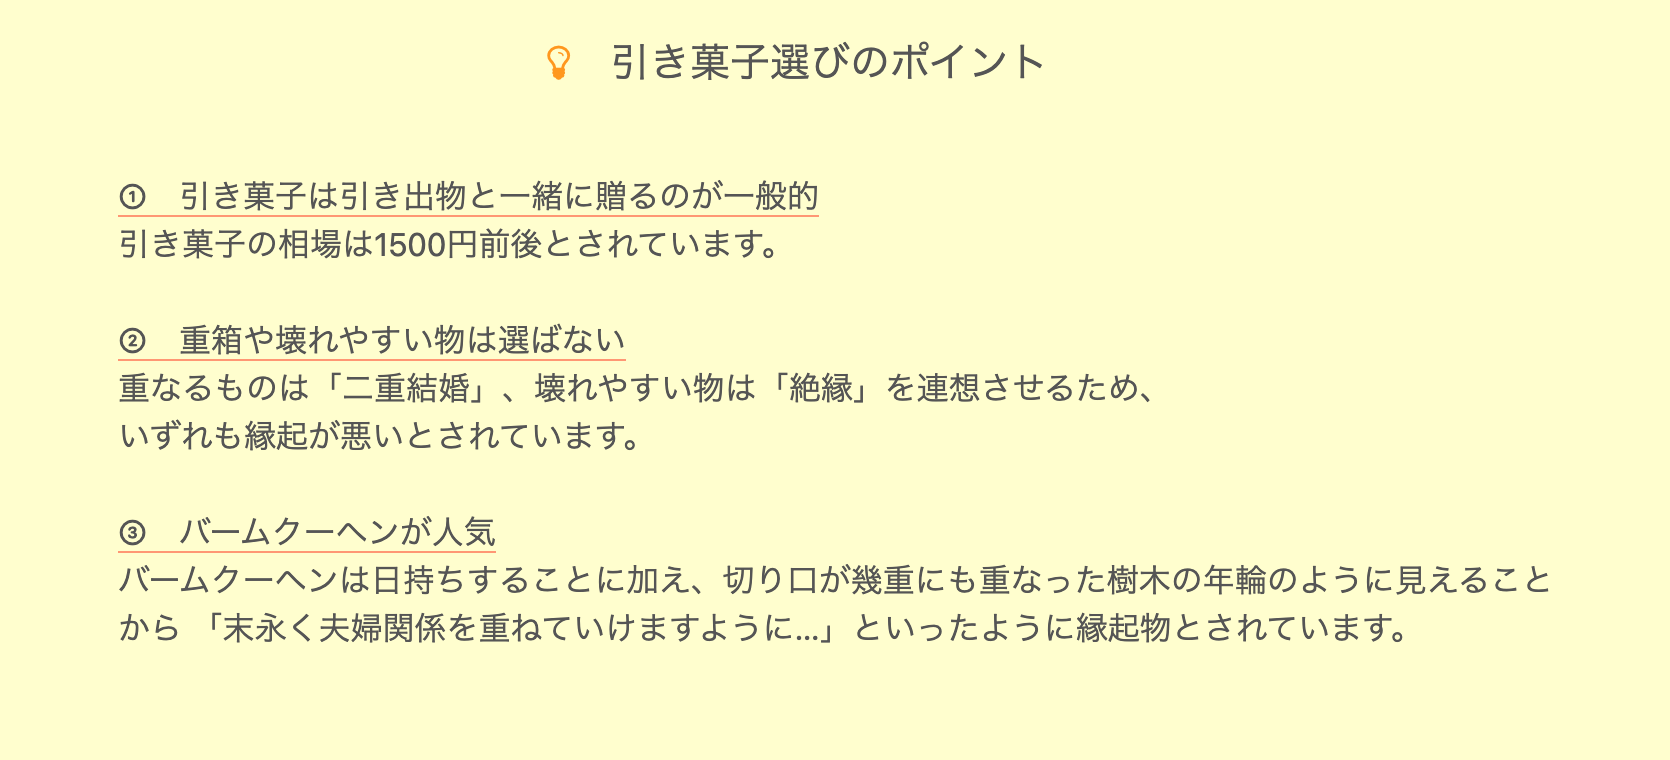 引き菓子選びのポイント
① 引き菓子は引き出物と一緒に贈るのが一般的
引き菓子の相場は1500円前後とされています。
② 重箱や壊れやすい物は選ばない
重なるものは「二重結婚」、壊れやすい物は「絶縁」を連想させるため、
いずれも縁起が悪いとされています。
③ バームクーヘンが人気
バームクーヘンは日持ちすることに加え、切り口が幾重にも重なった樹木の年輪のように見えること
から 「末永く夫婦関係を重ねていけますように...」といったように縁起物とされています。